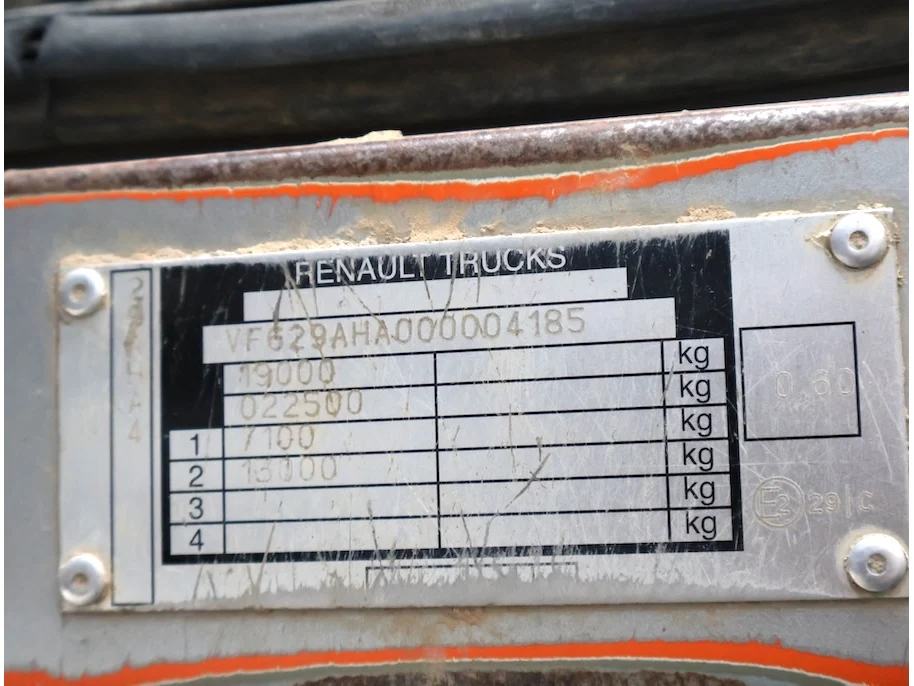 RENAULT TRUCKS
VF629AHA000004185
19000 kg
022500 kg
1 7100 kg
2 13000 kg
3 kg
4 kg
0.60
E2 29|C